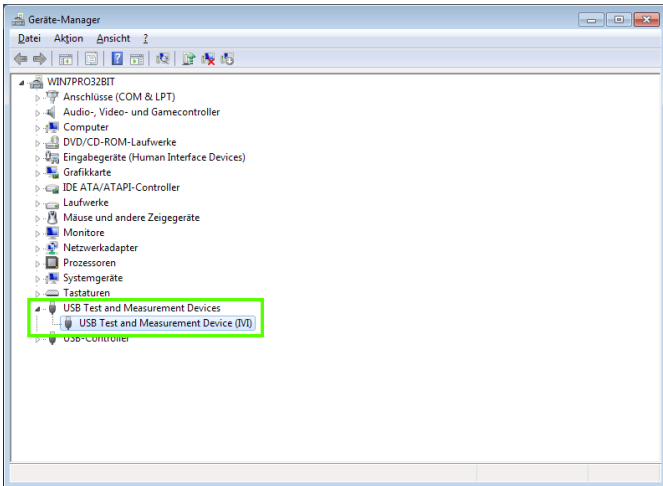 Geräte-Manager
Datei Aktion Ansicht ?
WIN7PRO32BIT
Anschlüsse (COM & LPT)
Audio-, Video- und Gamecontroller
Computer
DVD/CD-ROM-Laufwerke
Eingabegeräte (Human Interface Devices)
Grafikkarte
IDE ATA/ATAPI-Controller
Laufwerke
Mäuse und andere Zeigegeräte
Monitore
Netzwerkadapter
Prozessoren
Systemgeräte
Tastaturen
USB Test and Measurement Devices
USB Test and Measurement Device (IVI)
USB-Controller